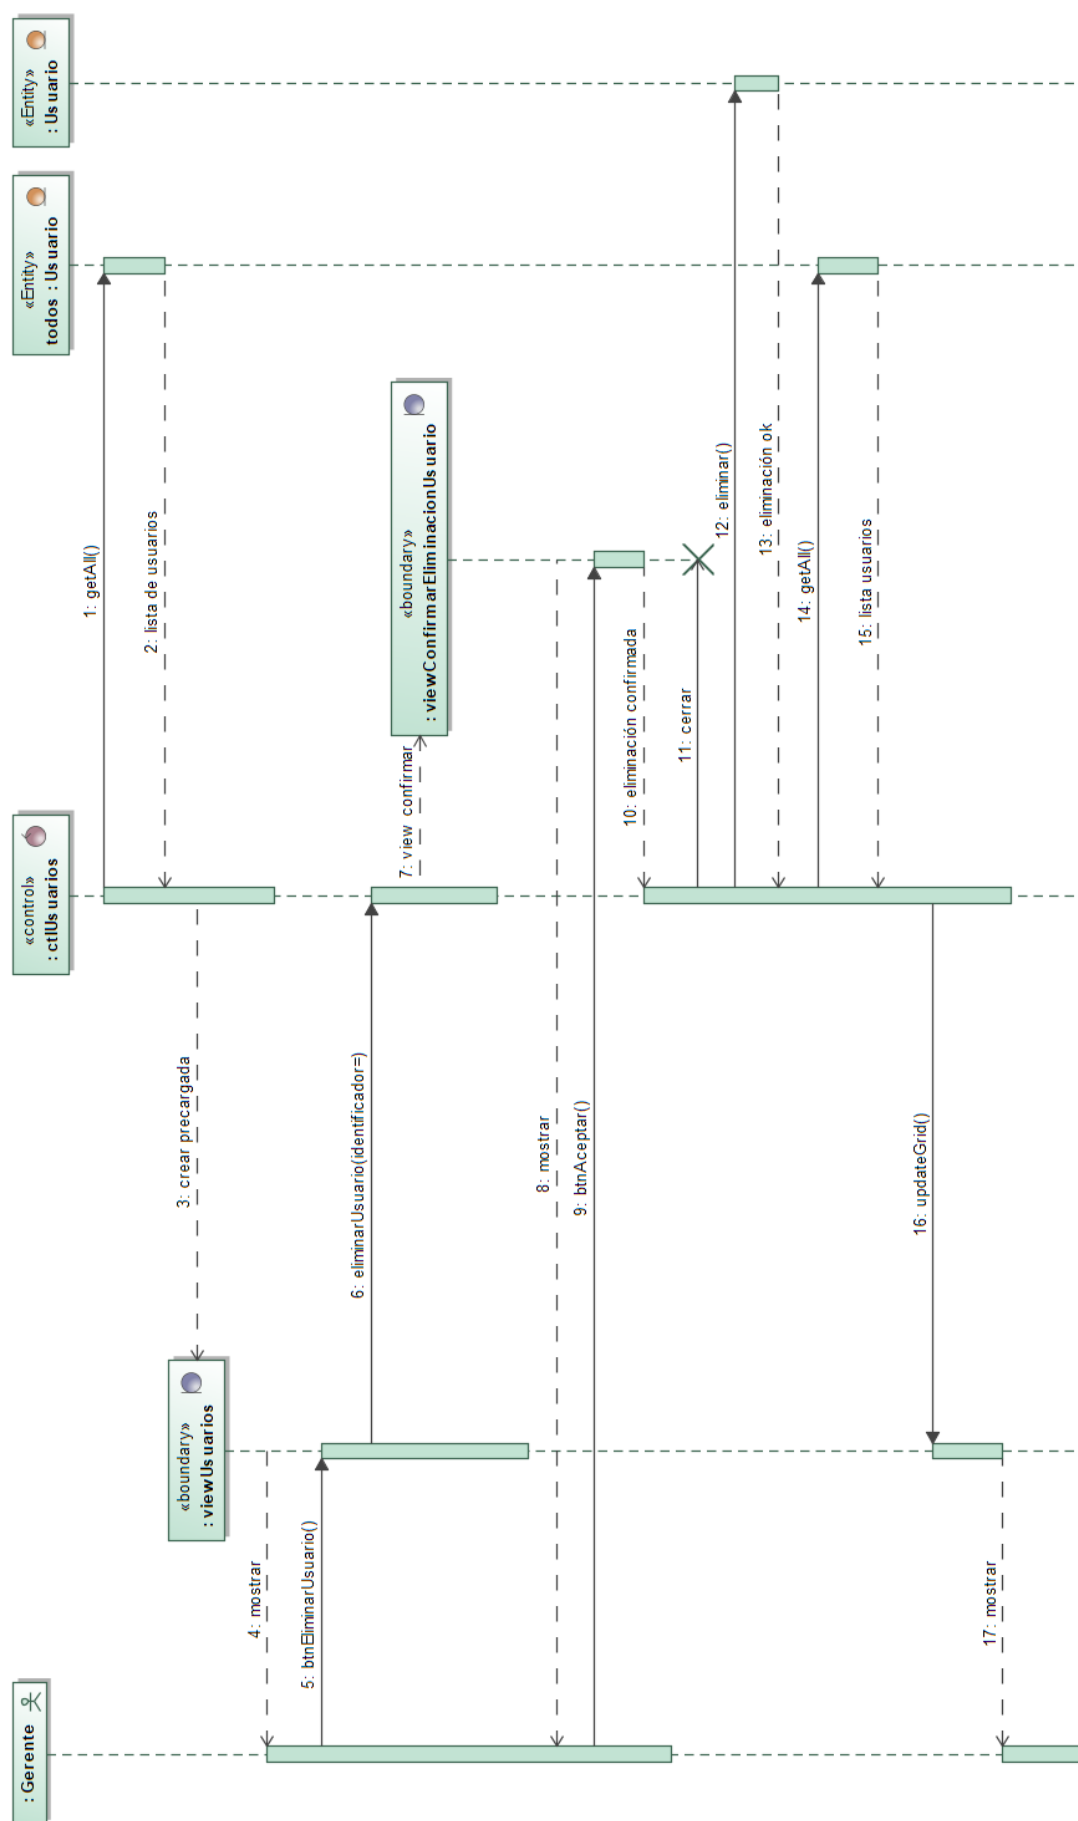 : Gerente
«boundary»
: viewUsuarios
«control»
: ctlUsuarios
«boundary»
: viewConfirmarEliminacionUsuario
«Entity»
todos : Usuario
«Entity»
: Usuario
1: getAll()
2: lista de usuarios
3: crear precargada
4: mostrar
5: btnEliminarUsuario()
6: eliminarUsuario(identificador=)
7: view confirmar
8: mostrar
9: btnAceptar()
10: eliminación confirmada
11: cerrar
12: eliminar()
13: eliminación ok
14: getAll()
15: lista usuarios
16: updateGrid()
17: mostrar